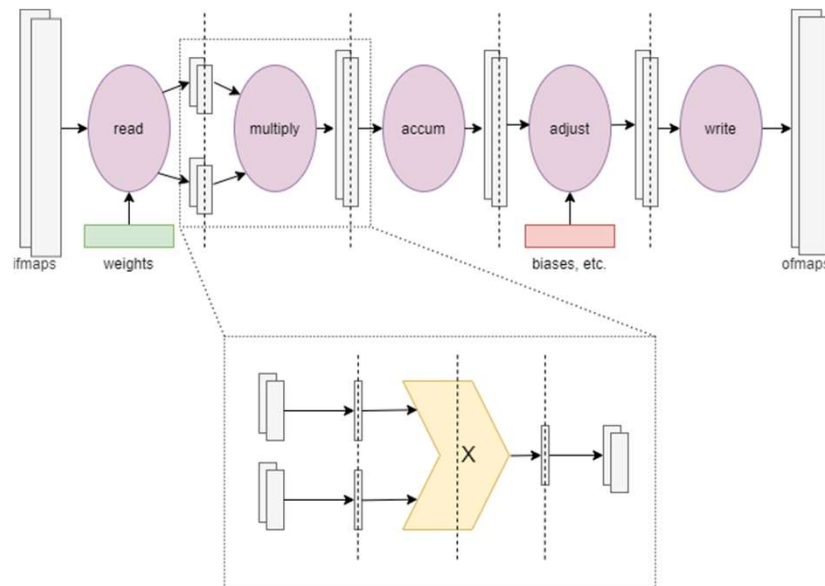 read
multiply
accum
adjust
write
ifmaps
weights
biases, etc.
ofmaps
X